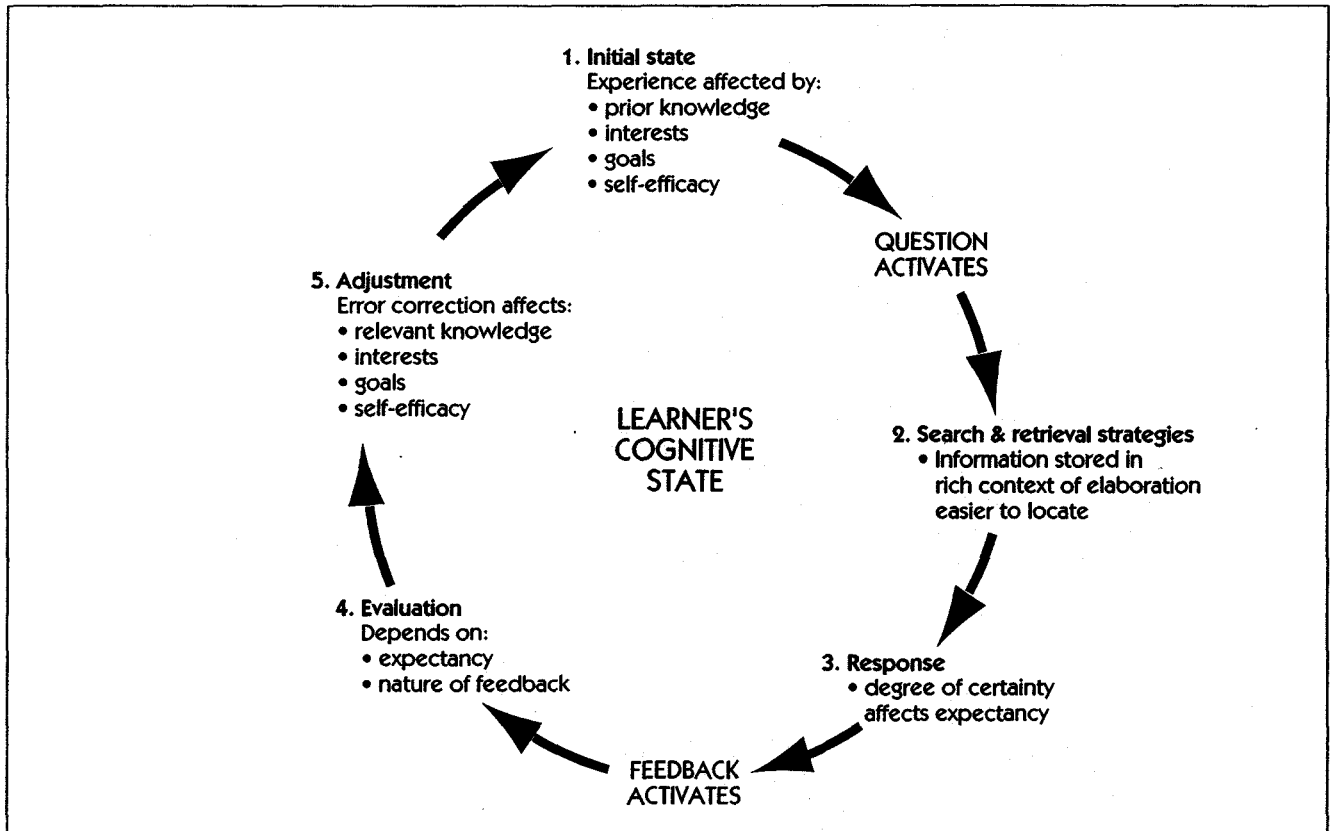 1. Initial state
Experience affected by:
• prior knowledge
• interests
• goals
• self-efficacy
QUESTION
ACTIVATES
2. Search & retrieval strategies
• Information stored in
rich context of elaboration
easier to locate
3. Response
• degree of certainty
affects expectancy
FEEDBACK
ACTIVATES
4. Evaluation
Depends on:
• expectancy
• nature of feedback
5. Adjustment
Error correction affects:
• relevant knowledge
• interests
• goals
• self-efficacy
LEARNER'S
COGNITIVE
STATE